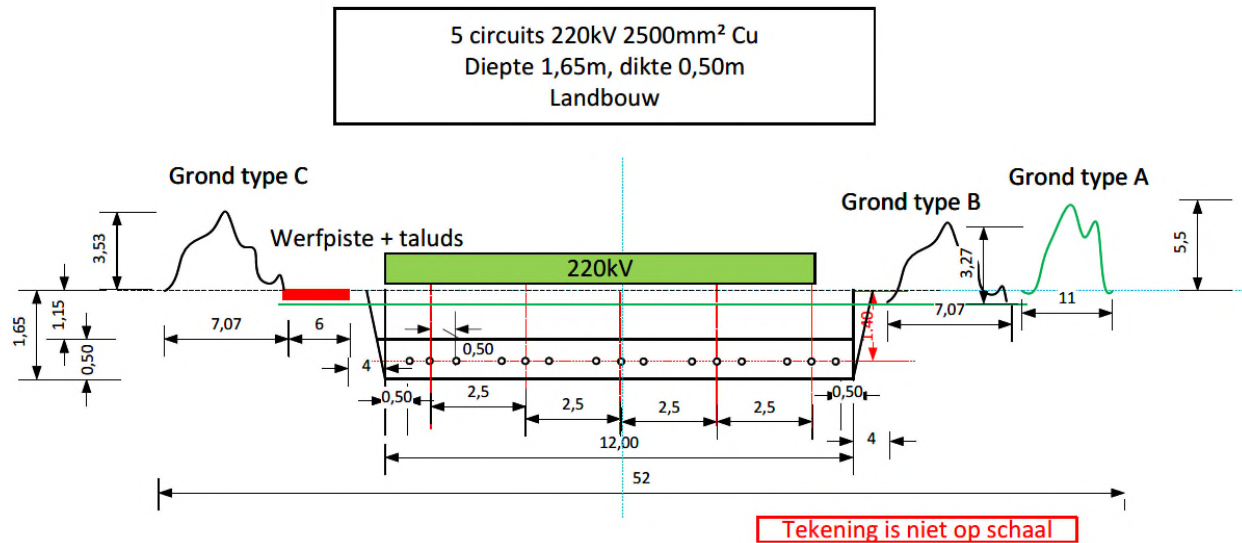 5 circuits 220kV 2500mm² Cu
Diepte 1,65m, dikte 0,50m
Landbouw
Grond type C
Grond type B
Grond type A
Werfpiste + taluds
220kV
3,53
3,27
5,5
1,65
1,15
0,50
7,07
6
4
0,50
1.40
7,07
11
0,50
2,5
2,5
2,5
2,5
0,50
4
12,00
52
Tekening is niet op schaal